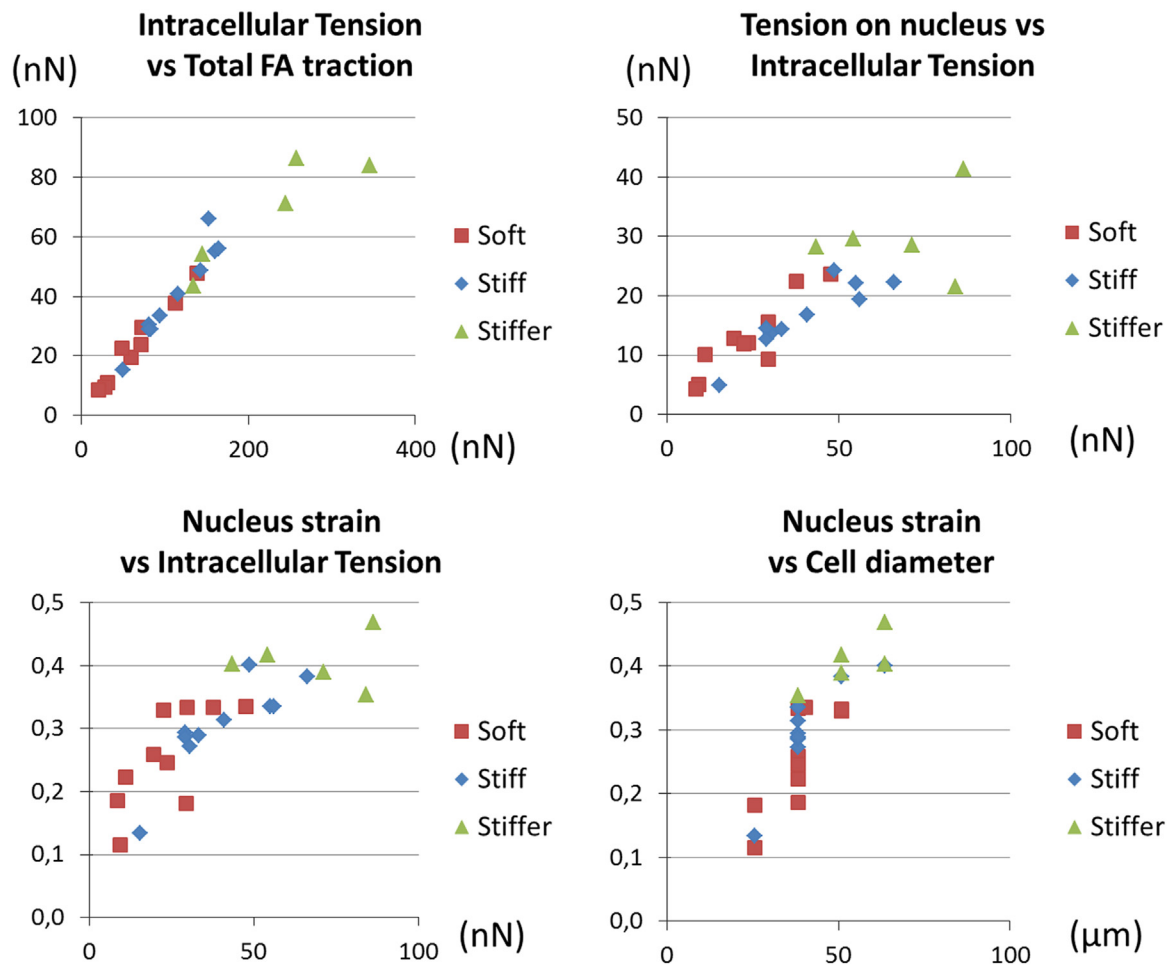 Intracellular Tension
vs Total FA traction
(nN)
100
80
60
40
20
0
0 200 400
(nN)
Soft
Stiff
Stiffer
Tension on nucleus vs
Intracellular Tension
(nN)
50
40
30
20
10
0
0 50 100
(nN)
Soft
Stiff
Stiffer
Nucleus strain
vs Intracellular Tension
0,5
0,4
0,3
0,2
0,1
0,0
0 50 100
(nN)
Soft
Stiff
Stiffer
Nucleus strain
vs Cell diameter
0,5
0,4
0,3
0,2
0,1
0,0
0 50 100
(µm)
Soft
Stiff
Stiffer